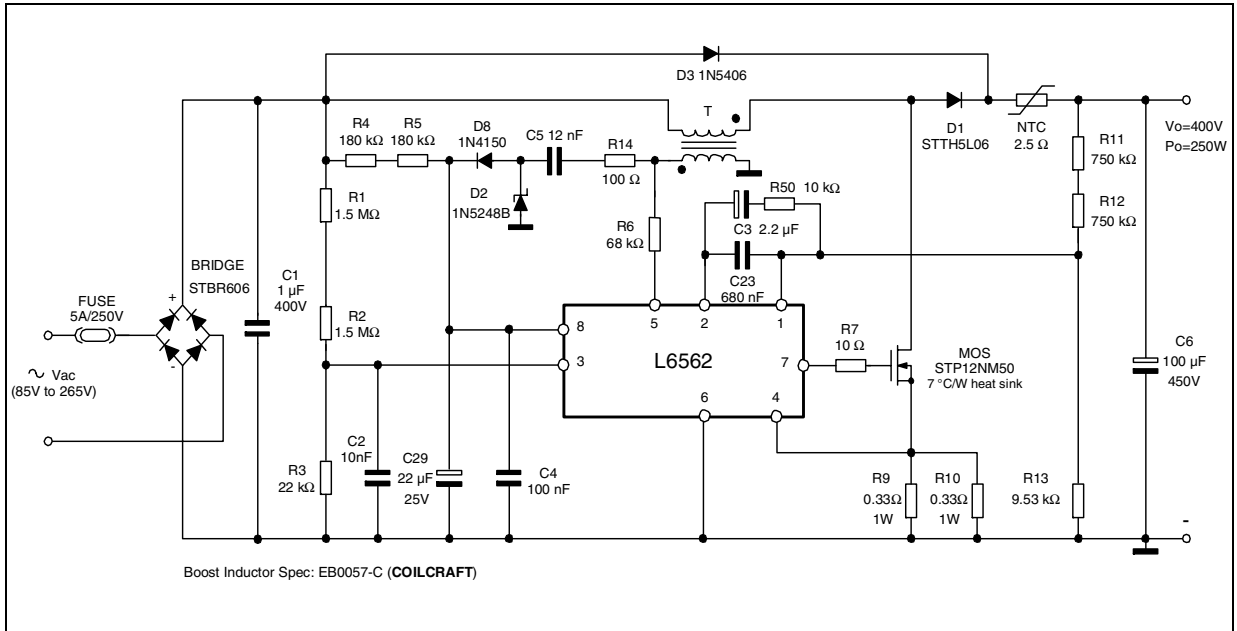 D3 1N5406
T
D1
STTH5L06
NTC
2.5 Ω
Vo=400V
Po=250W
R4
180 kΩ
R5
180 kΩ
D8
1N4150
C5 12 nF
R14
100 Ω
R11
750 kΩ
R12
750 kΩ
R1
1.5 MΩ
D2
1N5248B
R6
68 kΩ
R50 10 kΩ
C3 2.2 µF
C23
680 nF
BRIDGE
STBR606
+
-
FUSE
5A/250V
C1
1 µF
400V
R2
1.5 MΩ
5
2
1
8
3
L6562
7
6
4
R7
10 Ω
MOS
STP12NM50
7 °C/W heat sink
C6
100 µF
450V
~ Vac
(85V to 265V)
R3
22 kΩ
C2
10nF
C29
22 µF
25V
C4
100 nF
R9
0.33Ω
1W
R10
0.33Ω
1W
R13
9.53 kΩ
-
Boost Inductor Spec: EB0057-C (COILCRAFT)